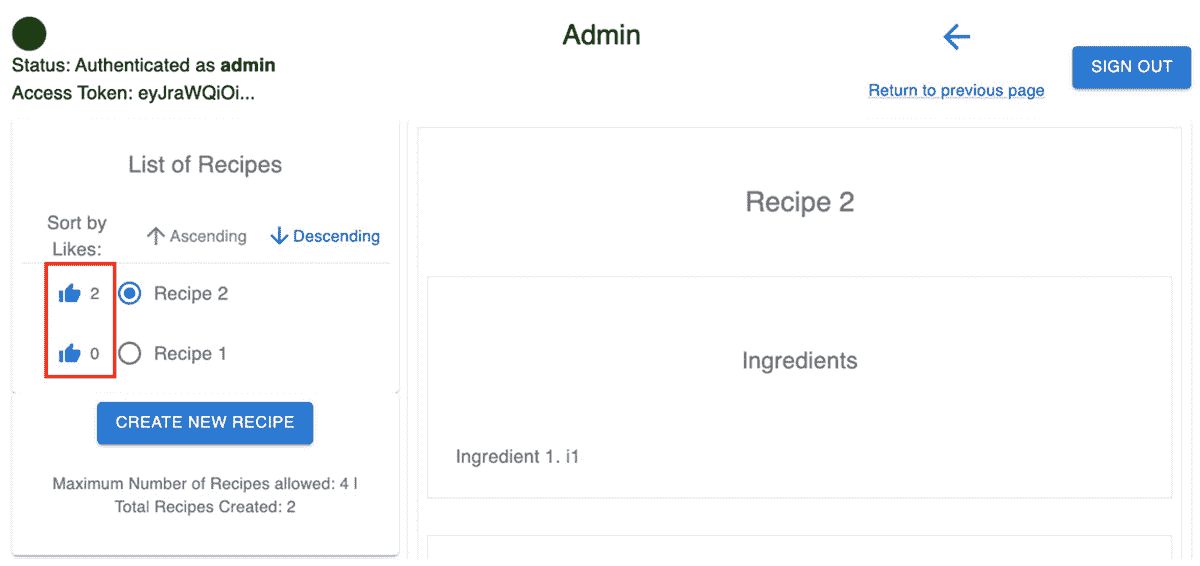 Admin
Status: Authenticated as admin
Access Token: eyJraWQiOi...
Return to previous page
SIGN OUT
List of Recipes
Sort by
Likes:
Ascending
Descending
2
Recipe 2
0
Recipe 1
CREATE NEW RECIPE
Maximum Number of Recipes allowed: 4 |
Total Recipes Created: 2
Recipe 2
Ingredients
Ingredient 1. i1